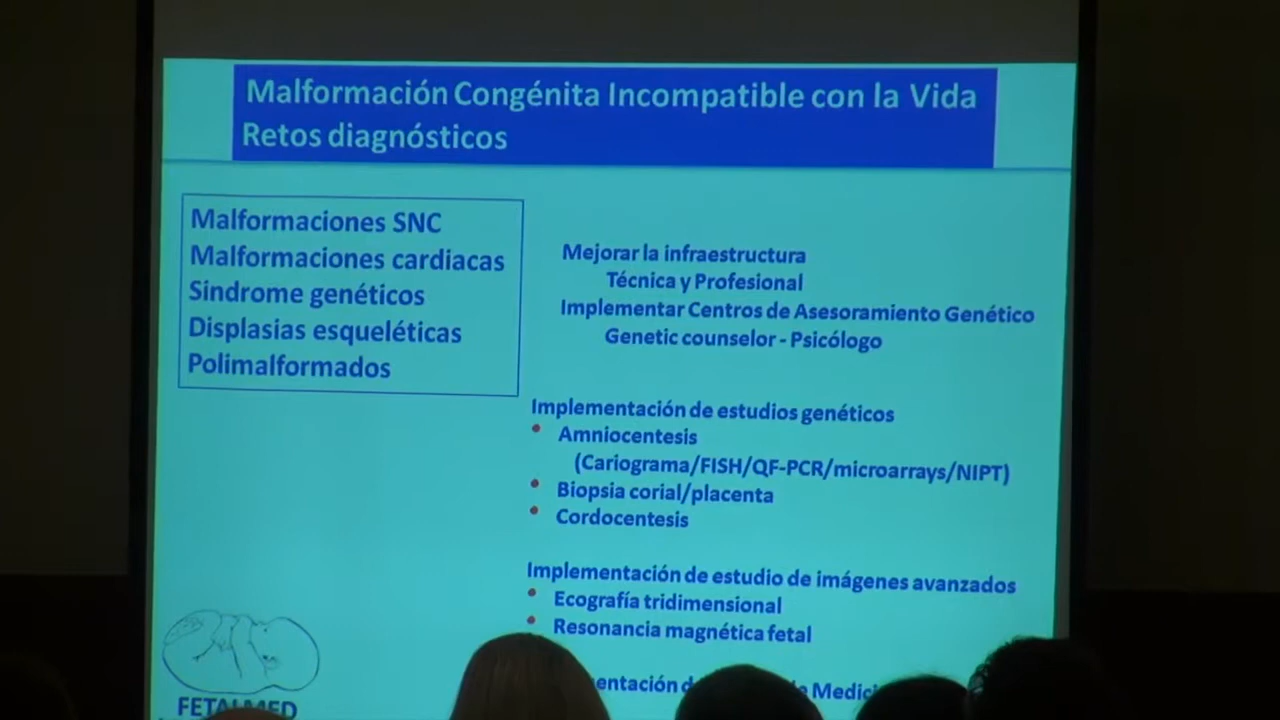 Malformación Congénita Incompatible con la Vida
Retos diagnósticos
Malformaciones SNC
Malformaciones cardiacas
Síndrome genéticos
Displasias esqueléticas
Polimalformados
Mejorar la infraestructura
Técnica y Profesional
Implementar Centros de Asesoramiento Genético
Genetic counselor - Psicólogo
Implementación de estudios genéticos
• Amniocentesis
(Cariograma/FISH/QF-PCR/microarrays/NIPT)
• Biopsia corial/placenta
• Cordocentesis
Implementación de estudio de imágenes avanzados
• Ecografía tridimensional
• Resonancia magnética fetal
FETALMED